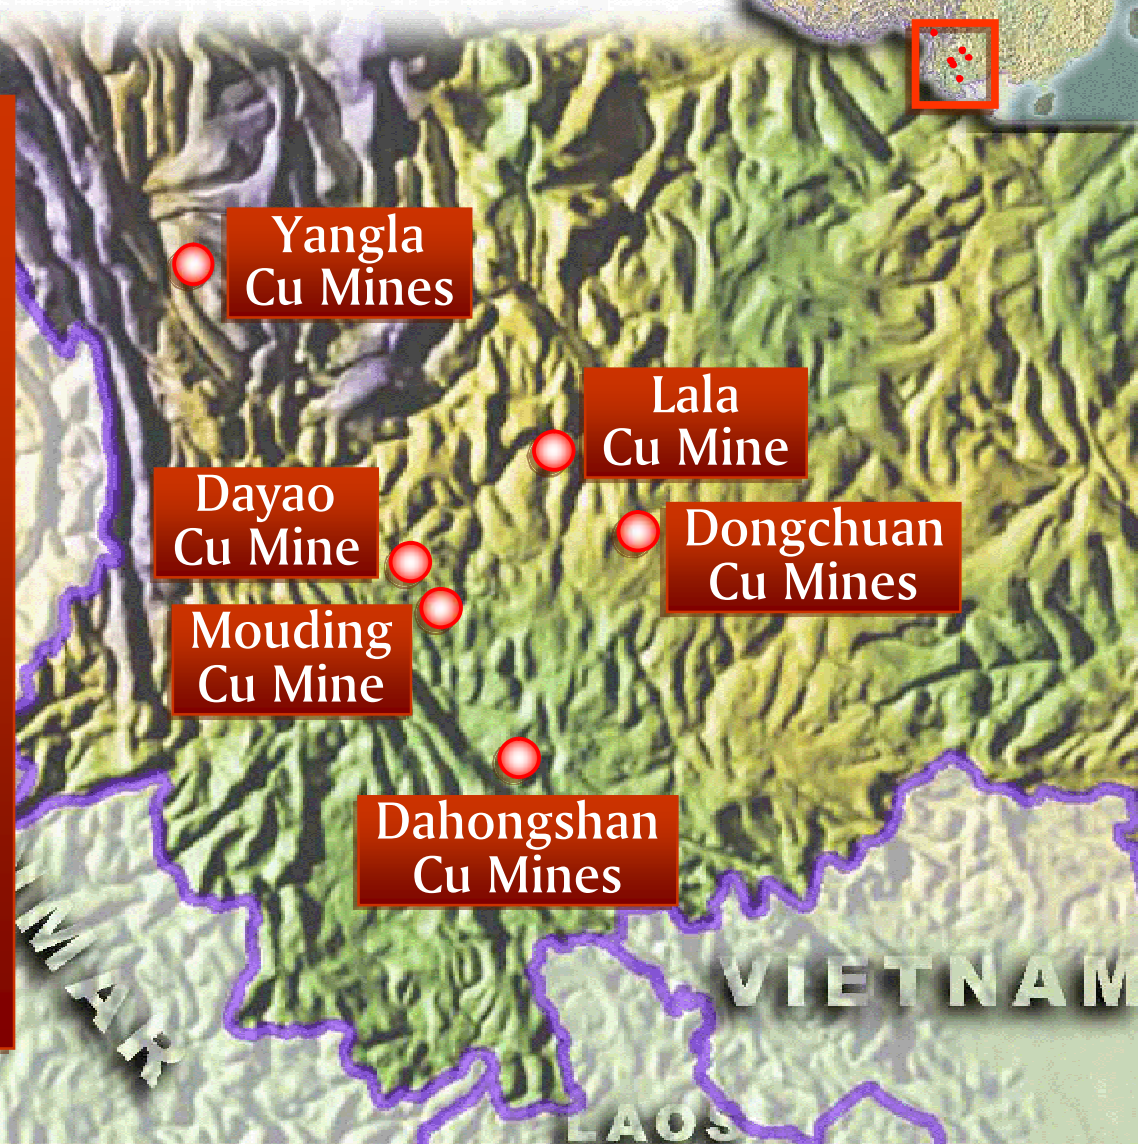 Yangla
Cu Mines
Lala
Cu Mine
Dayao
Cu Mine
Dongchuan
Cu Mines
Mouding
Cu Mine
Dahongshan
Cu Mines
VIETNAM
MAR
LAOS